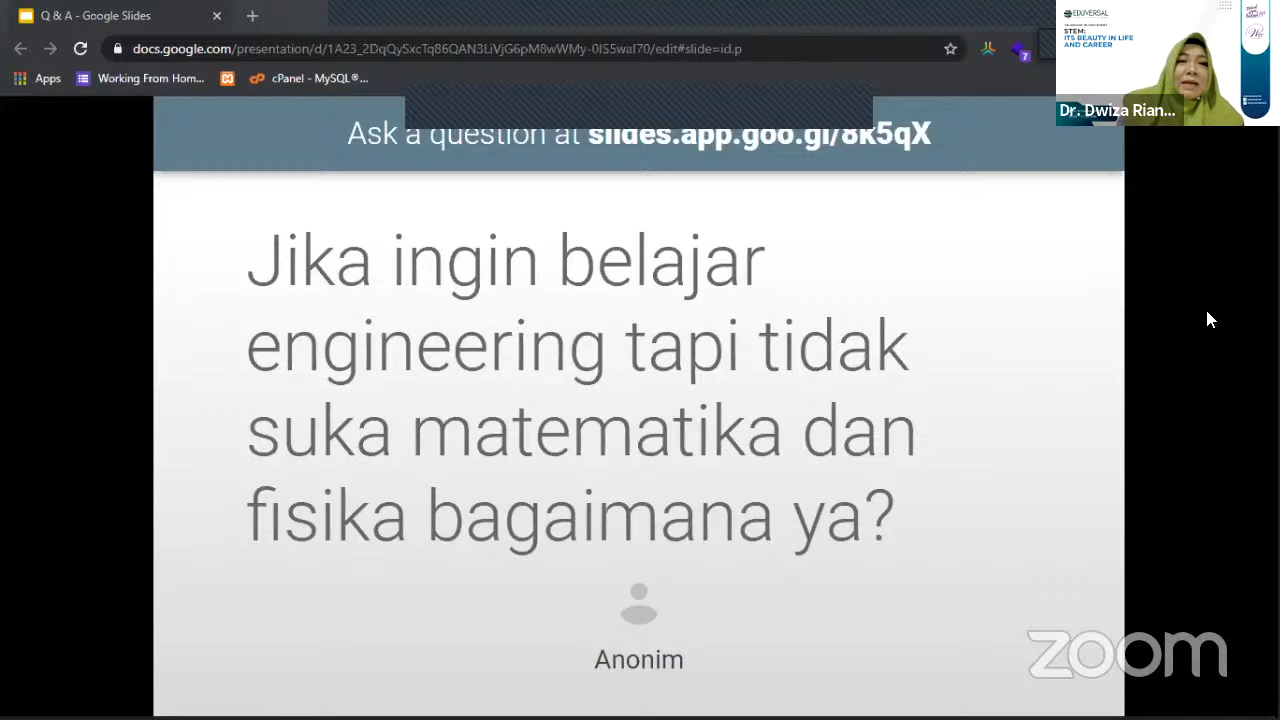 Q & A - Google Slides
docs.google.com/presentation/d/1A23_2DqQySxcTq86QAN3LiVjG6pM8wWMy-0lS5waI70/edit#slide=id.p
7
Apps
Working From Hom...
cPanel - MySQL®...
EDUVERSAL
STEM:
ITS BEAUTY IN LIFE
AND CAREER
Dr. Dwiza Rian...
Ask a question at slides.app.goo.gl/8k5qX
Jika ingin belajar
engineering tapi tidak
suka matematika dan
fisika bagaimana ya?
Anonim
zoom